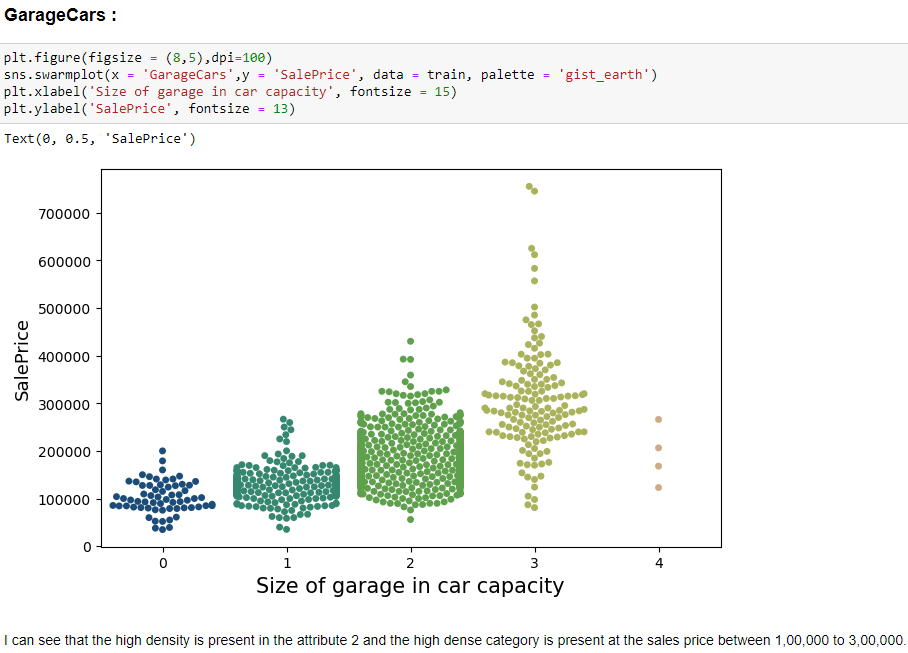 GarageCars :
plt.figure(figsize = (8,5),dpi=100)
sns.swarmplot(x = 'GarageCars',y = 'SalePrice', data = train, palette = 'gist_earth')
plt.xlabel('Size of garage in car capacity', fontsize = 15)
plt.ylabel('SalePrice', fontsize = 13)
Text(0, 0.5, 'SalePrice')
SalePrice
700000
600000
500000
400000
300000
200000
100000
0
0 1 2 3 4
Size of garage in car capacity
I can see that the high density is present in the attribute 2 and the high dense category is present at the sales price between 1,00,000 to 3,00,000.